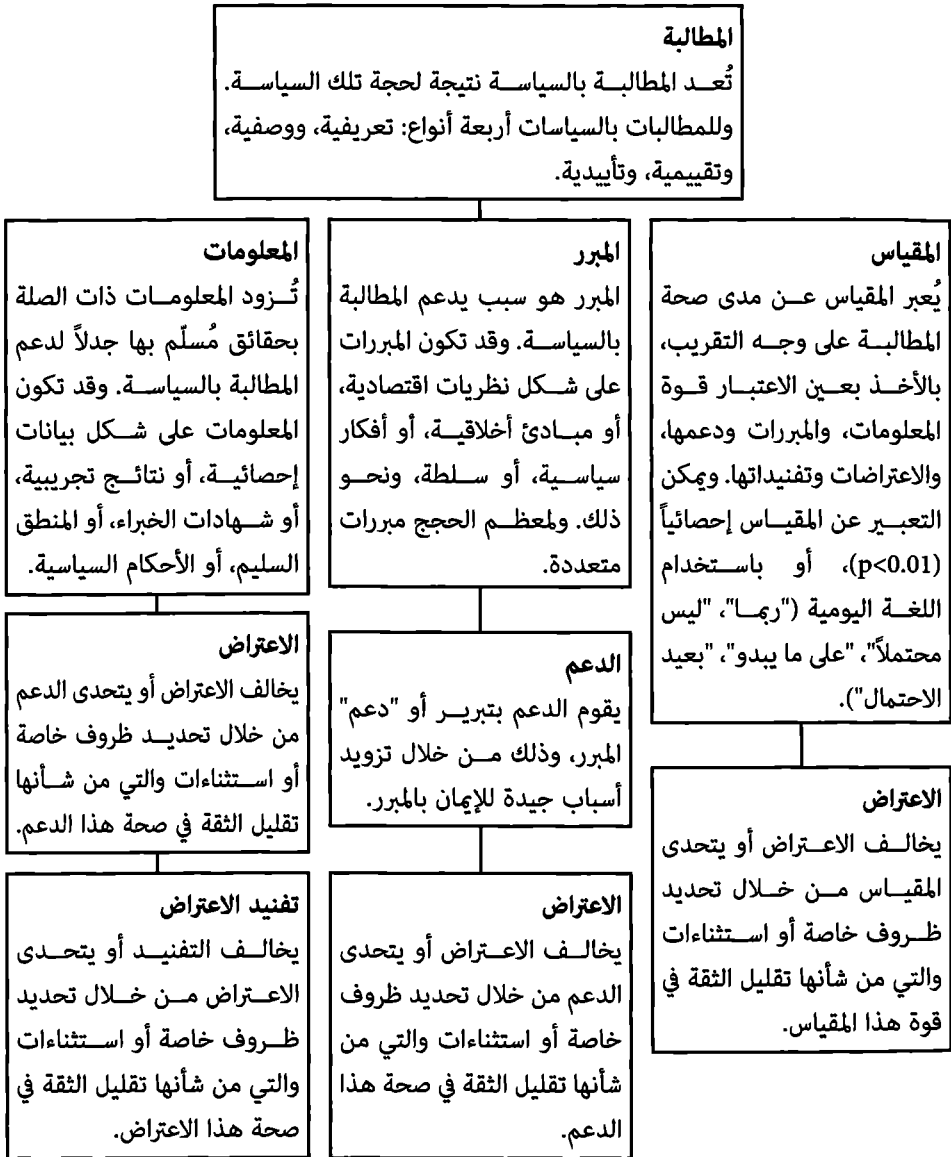 المطالبة
تُعد المطالبة بالسياسة نتيجة لحجة تلك السياسة.
وللمطالبات بالسياسات أربعة أنواع: تعريفية، ووصفية،
وتقييمية، وتأييدية.
المقياس
يُعبر المقياس عن مدى صحة
المطالبة على وجه التقريب،
بالأخذ بعين الاعتبار قوة
المعلومات، والمبررات ودعمها،
والاعتراضات وتفنيداتها. ويمكن
التعبير عن المقياس إحصائياً
(p<0.01)، أو باستخدام
اللغة اليومية ("ربما"، "ليس
محتملاً"، "على ما يبدو"، "بعيد
الاحتمال").
الاعتراض
يخالف الاعتراض أو يتحدى
المقياس من خلال تحديد
ظروف خاصة أو استثناءات
والتي من شأنها تقليل الثقة في
قوة هذا المقياس.
المبرر
المبرر هو سبب يدعم المطالبة
بالسياسة. وقد تكون المبررات
على شكل نظريات اقتصادية،
أو مبادئ أخلاقية، أو أفكار
سياسية، أو سلطة، ونحو
ذلك. ولمعظم الحجج مبررات
متعددة.
الدعم
يقوم الدعم بتبرير أو "دعم"
المبرر، وذلك من خلال تزويد
أسباب جيدة للإيمان بالمبرر.
الاعتراض
يخالف الاعتراض أو يتحدى
الدعم من خلال تحديد ظروف
خاصة أو استثناءات والتي من
شأنها تقليل الثقة في صحة هذا
الدعم.
المعلومات
تُزود المعلومات ذات الصلة
بحقائق مُسلّم بها جدلاً لدعم
المطالبة بالسياسة. وقد تكون
المعلومات على شكل بيانات
إحصائية، أو نتائج تجريبية،
أو شهادات الخبراء، أو المنطق
السليم، أو الأحكام السياسية.
الاعتراض
يخالف الاعتراض أو يتحدى الدعم
من خلال تحديد ظروف خاصة
أو استثناءات والتي من شأنها
تقليل الثقة في صحة هذا الدعم.
تفنيد الاعتراض
يخالف التفنيد أو يتحدى
الاعتراض من خلال تحديد
ظروف خاصة أو استثناءات
والتي من شأنها تقليل الثقة في
صحة هذا الاعتراض.